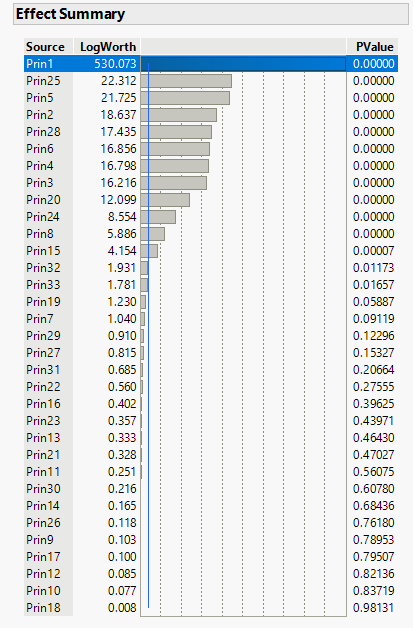 Effect Summary
Source LogWorth PValue
Prin1 530.073 0.00000
Prin25 22.312 0.00000
Prin5 21.725 0.00000
Prin2 18.637 0.00000
Prin28 17.435 0.00000
Prin6 16.856 0.00000
Prin4 16.798 0.00000
Prin3 16.216 0.00000
Prin20 12.099 0.00000
Prin24 8.554 0.00000
Prin8 5.886 0.00000
Prin15 4.154 0.00007
Prin32 1.931 0.01173
Prin33 1.781 0.01657
Prin19 1.230 0.05887
Prin7 1.040 0.09119
Prin29 0.910 0.12296
Prin27 0.815 0.15327
Prin31 0.685 0.20664
Prin22 0.560 0.27555
Prin16 0.402 0.39625
Prin23 0.357 0.43971
Prin13 0.333 0.46430
Prin21 0.328 0.47027
Prin11 0.251 0.56075
Prin30 0.216 0.60780
Prin14 0.165 0.68436
Prin26 0.118 0.76180
Prin9 0.103 0.78953
Prin17 0.100 0.79507
Prin12 0.085 0.82136
Prin10 0.077 0.83719
Prin18 0.008 0.98131